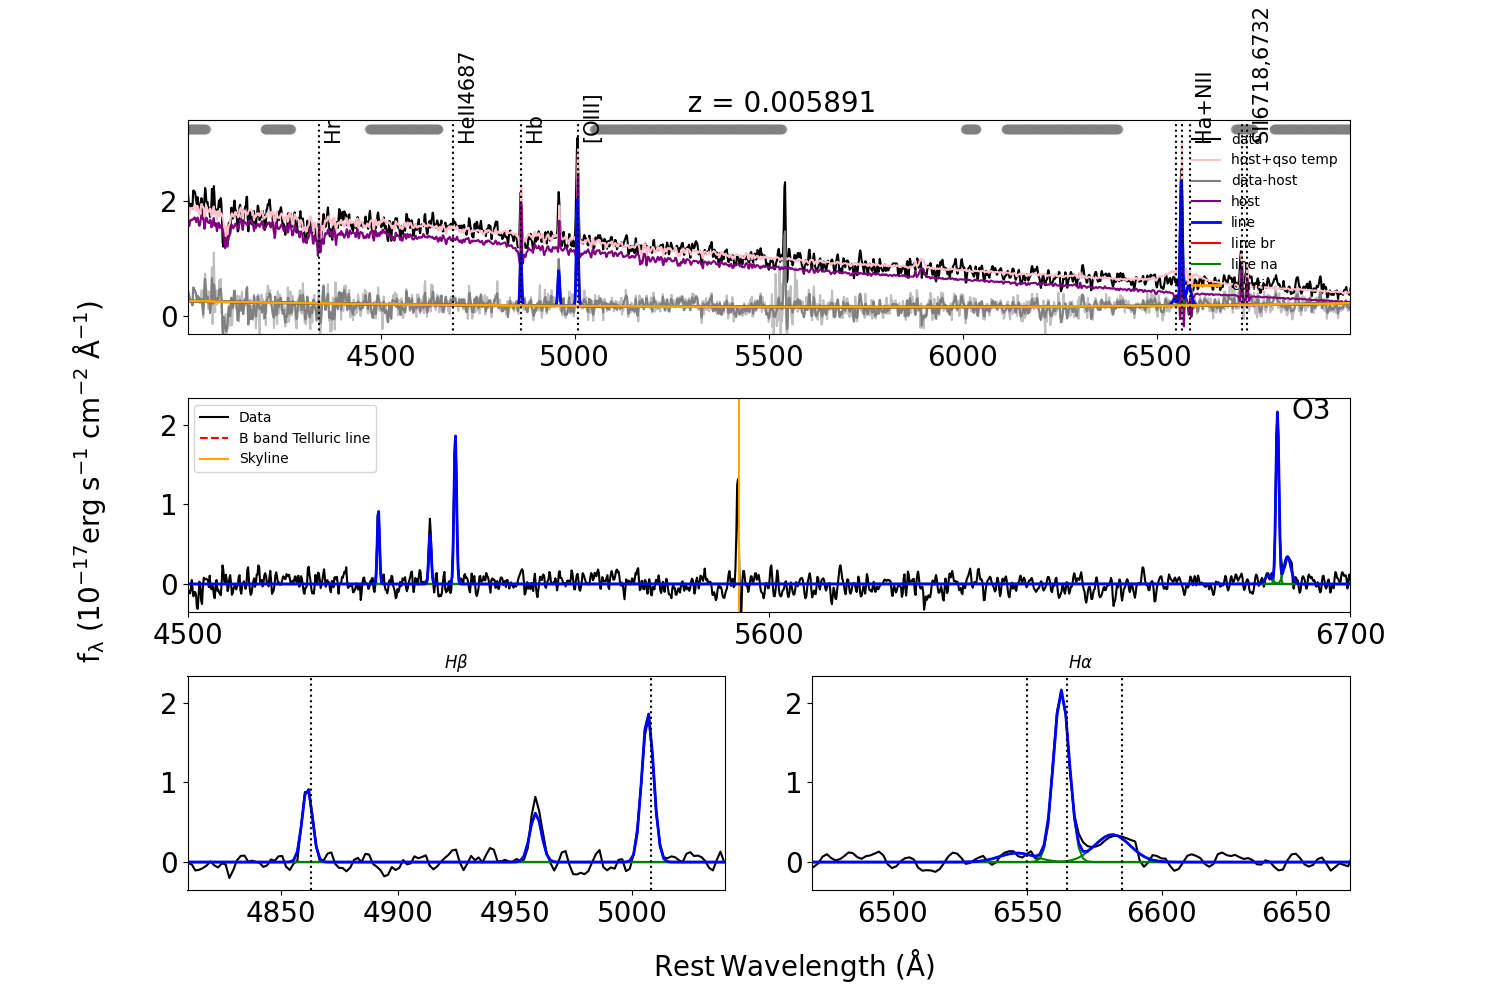 Hr
HeII4687
Hb
[OIII]
Ha+NII
SII6718,6732
z = 0.005891
data
host+qso temp
data-host
host
line
line br
line na
2
0
4500 5000 5500 6000 6500
fλ (10⁻¹⁷erg s⁻¹ cm⁻² Å⁻¹)
Data
B band Telluric line
Skyline
O3
2
1
0
4500 5600 6700
Hβ
2
1
0
4850 4900 4950 5000
Hα
2
1
0
6500 6550 6600 6650
Rest Wavelength (Å)